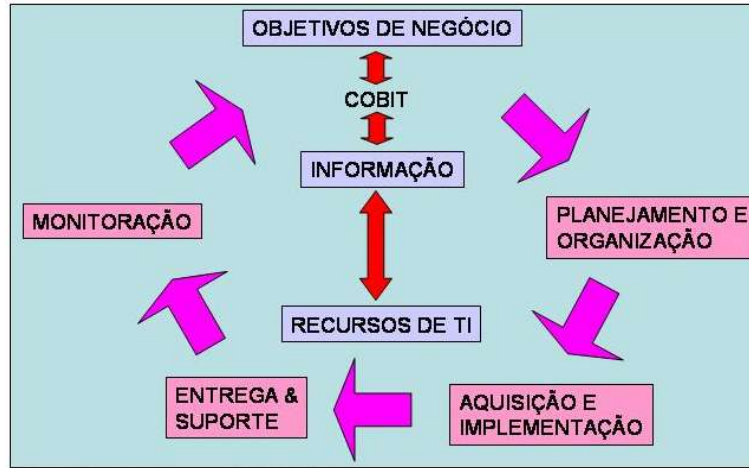 OBJETIVOS DE NEGÓCIO
COBIT
INFORMAÇÃO
MONITORAÇÃO
PLANEJAMENTO E
ORGANIZAÇÃO
RECURSOS DE TI
ENTREGA &
SUPORTE
AQUISIÇÃO E
IMPLEMENTAÇÃO